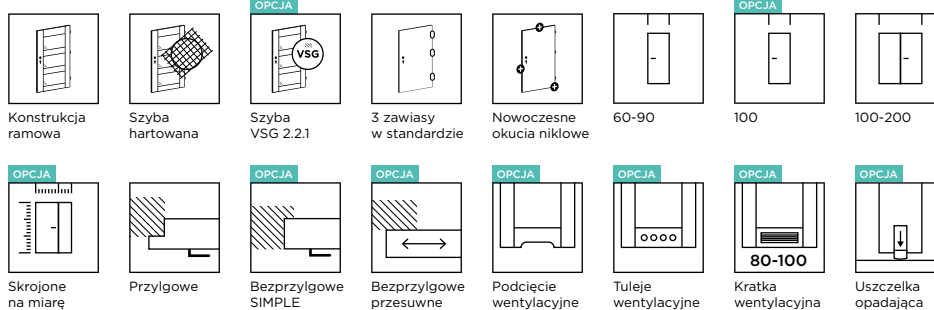 OPCJA
OPCJA
VSG
Konstrukcja
ramowa
Szyba
hartowana
Szyba
VSG 2.2.1
3 zawiasy
w standardzie
Nowoczesne
okucia niklowe
60-90
100
100-200
OPCJA
OPCJA
OPCJA
OPCJA
OPCJA
OPCJA
OPCJA
80-100
Skrojone
na miarę
Przylgowe
Bezprzylgowe
SIMPLE
Bezprzylgowe
przesuwne
Podcięcie
wentylacyjne
Tuleje
wentylacyjne
Kratka
wentylacyjna
Uszczelka
opadająca